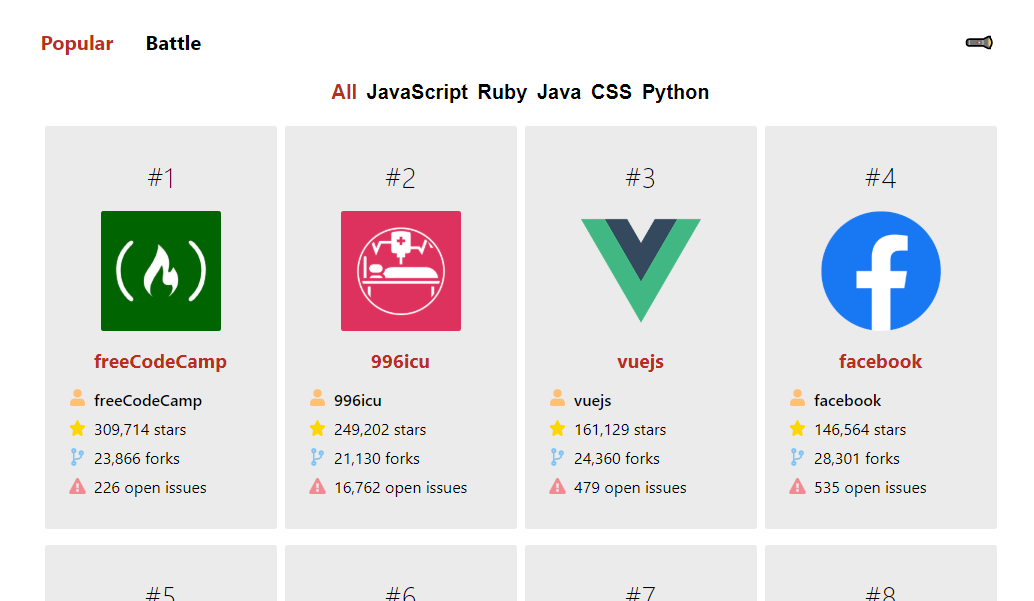 Popular Battle
All JavaScript Ruby Java CSS Python
#1
freeCodeCamp
freeCodeCamp
309,714 stars
23,866 forks
226 open issues
#2
996icu
996icu
249,202 stars
21,130 forks
16,762 open issues
#3
vuejs
vuejs
161,129 stars
24,360 forks
479 open issues
#4
facebook
facebook
146,564 stars
28,301 forks
535 open issues
#5
#6
#7
#8